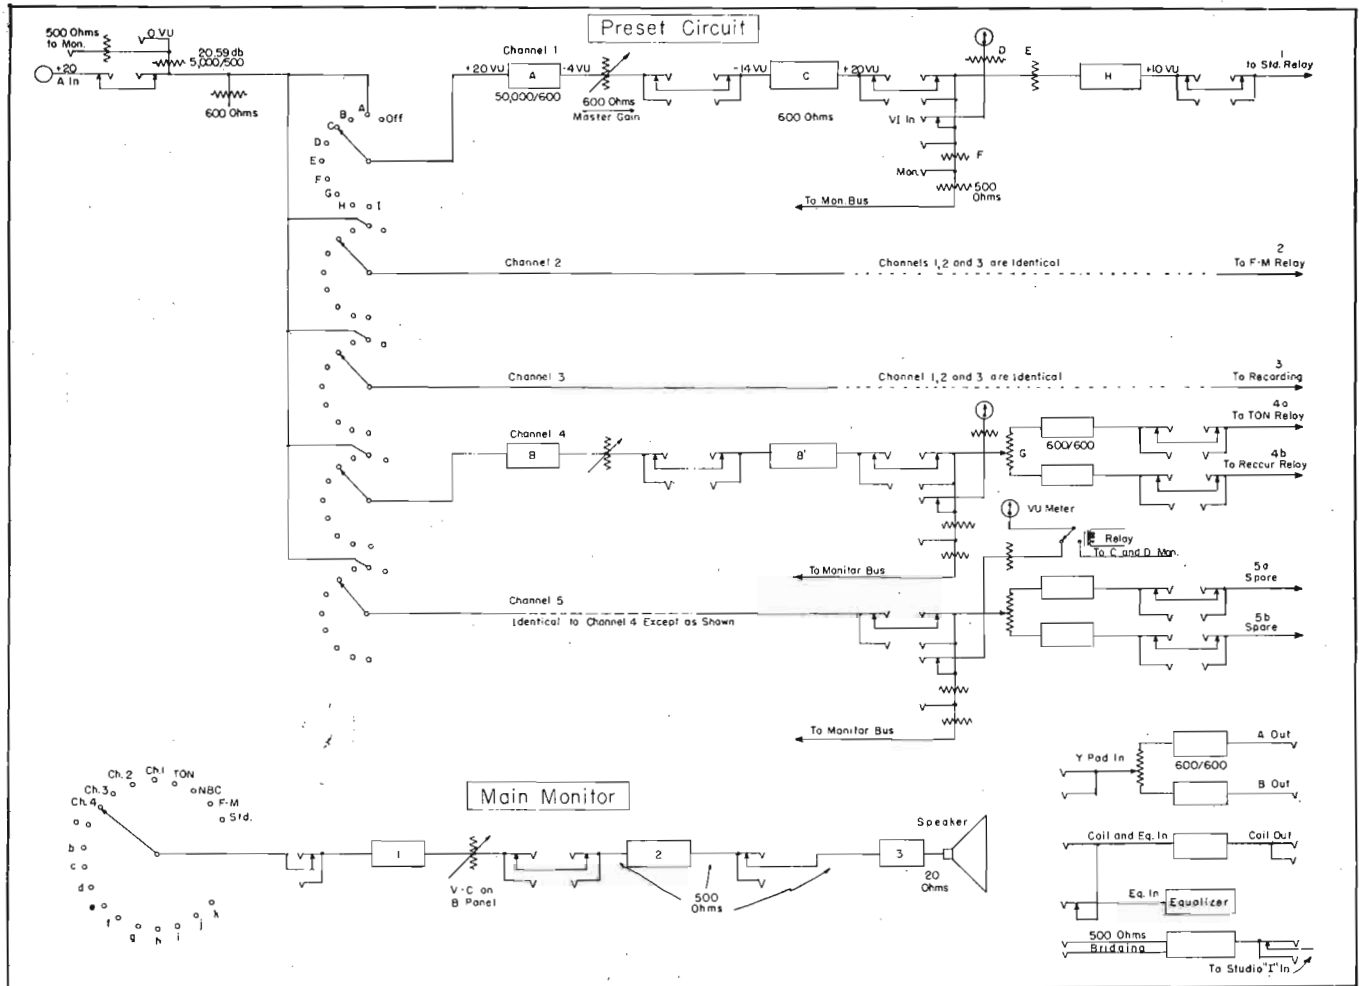 Preset Circuit
500 Ohms
to Mon.
0 VU
20.59 db
5,000/500
+20
A In
600 Ohms
A
B
C
D
E
F
G
H
I
Off
Channel 1
+20 VU
A
-4 VU
50,000/600
600 Ohms
Master Gain
-14 VU
C
+20 VU
600 Ohms
D
E
VI In
F
Mon.
500
Ohms
To Mon. Bus
H
+10 VU
1
to Std. Relay
Channel 2
Channels 1, 2 and 3 are Identical
2
To F-M Relay
Channel 3
Channel 1, 2 and 3 are Identical
3
To Recording
Channel 4
B
B'
G
600/600
4a
To TON Relay
4b
To Reccur Relay
VU Meter
Relay
To C and D Mon.
To Monitor Bus
Channel 5
Identical to Channel 4 Except as Shown
5a
Spare
5b
Spare
To Monitor Bus
Main Monitor
Ch. 4
Ch. 3
Ch. 2
Ch. 1
TON
NBC
F-M
Std.
b
c
d
e
f
g
h
i
j
k
1
V-C on
B Panel
2
500
Ohms
3
20
Ohms
Speaker
Y Pad In
600/600
A Out
B Out
Coil and Eq. In
Coil Out
Eq. In
Equalizer
500 Ohms
Bridging
To Studio "I" In